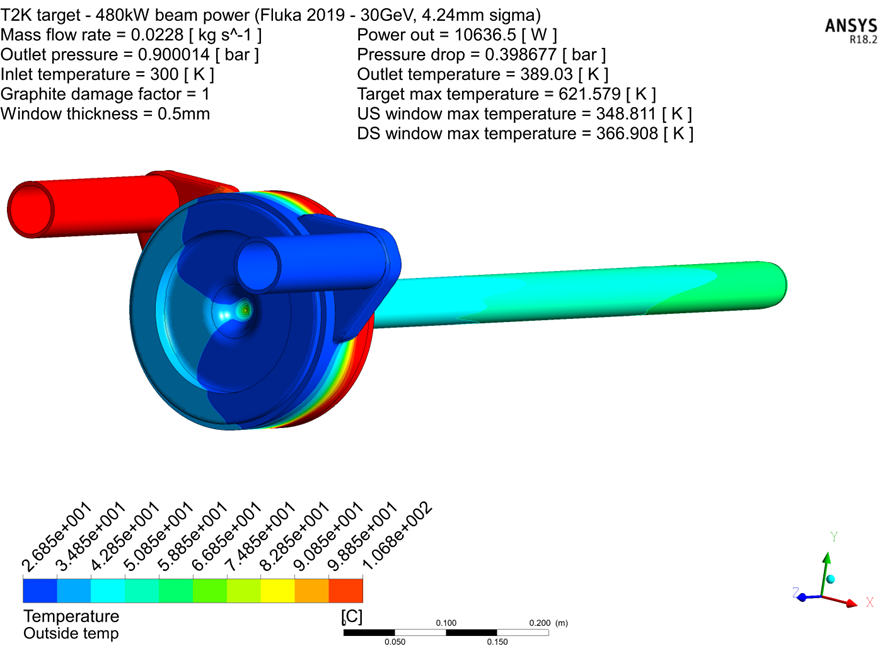 T2K target - 480kW beam power (Fluka 2019 - 30GeV, 4.24mm sigma)
Mass flow rate = 0.0228 [ kg s^-1 ]
Outlet pressure = 0.900014 [ bar ]
Inlet temperature = 300 [ K ]
Graphite damage factor = 1
Window thickness = 0.5mm
Power out = 10636.5 [ W ]
Pressure drop = 0.398677 [ bar ]
Outlet temperature = 389.03 [ K ]
Target max temperature = 621.579 [ K ]
US window max temperature = 348.811 [ K ]
DS window max temperature = 366.908 [ K ]
ANSYS
R18.2
2.685e+001
3.485e+001
4.285e+001
5.085e+001
5.885e+001
6.685e+001
7.485e+001
8.285e+001
9.085e+001
9.885e+001
1.068e+002
Temperature [C]
Outside temp
0.100 0.200 (m)
0.050 0.150
Y
Z
X